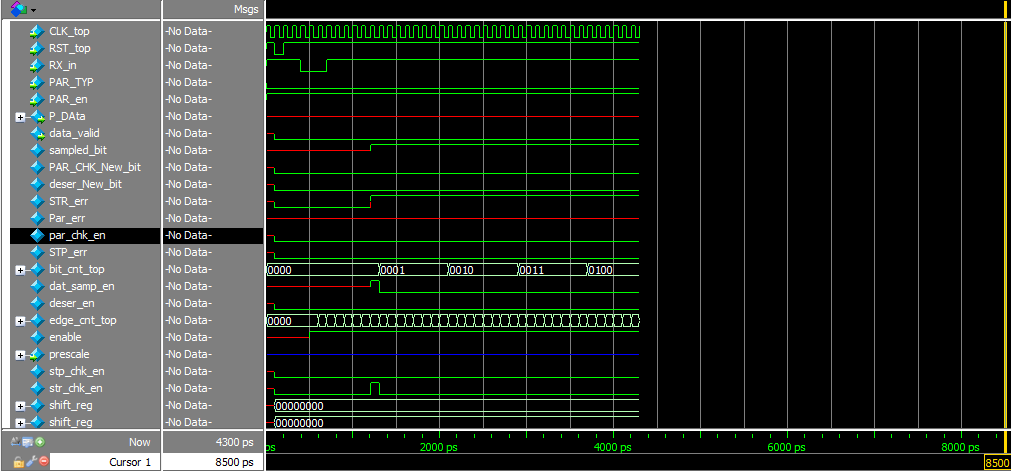 Msgs
CLK_top -No Data-
RST_top -No Data-
RX_in -No Data-
PAR_TYP -No Data-
PAR_en -No Data-
P_DAta -No Data-
data_valid -No Data-
sampled_bit -No Data-
PAR_CHK_New_bit -No Data-
deser_New_bit -No Data-
STR_err -No Data-
Par_err -No Data-
par_chk_en -No Data-
STP_err -No Data-
bit_cnt_top -No Data- 0000 0001 0010 0011 0100
dat_samp_en -No Data-
deser_en -No Data-
edge_cnt_top -No Data- 0000
enable -No Data-
prescale -No Data-
stp_chk_en -No Data-
str_chk_en -No Data-
shift_reg -No Data- 00000000
shift_reg -No Data- 00000000
Now 4300 ps ps 2000 ps 4000 ps 6000 ps 8000 ps
Cursor 1 8500 ps 8500